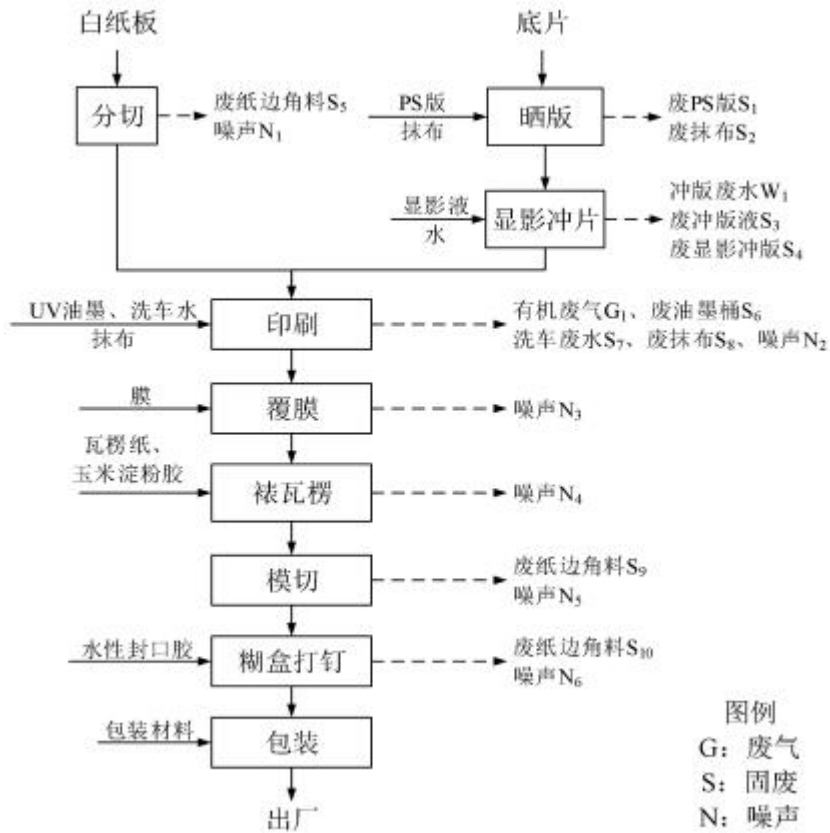 白纸板
底片
分切
废纸边角料S5
噪声N1
PS版
抹布
晒版
废PS版S1
废抹布S2
显影液
水
显影冲片
冲版废水W1
废冲版液S3
废显影冲版S4
UV油墨、洗车水
抹布
印刷
有机废气G1、废油墨桶S6
洗车废水S7、废抹布S8、噪声N2
膜
覆膜
噪声N3
瓦楞纸、
玉米淀粉胶
裱瓦楞
噪声N4
模切
废纸边角料S9
噪声N5
水性封口胶
糊盒打钉
废纸边角料S10
噪声N6
包装材料
包装
出厂
图例
G：废气
S：固废
N：噪声